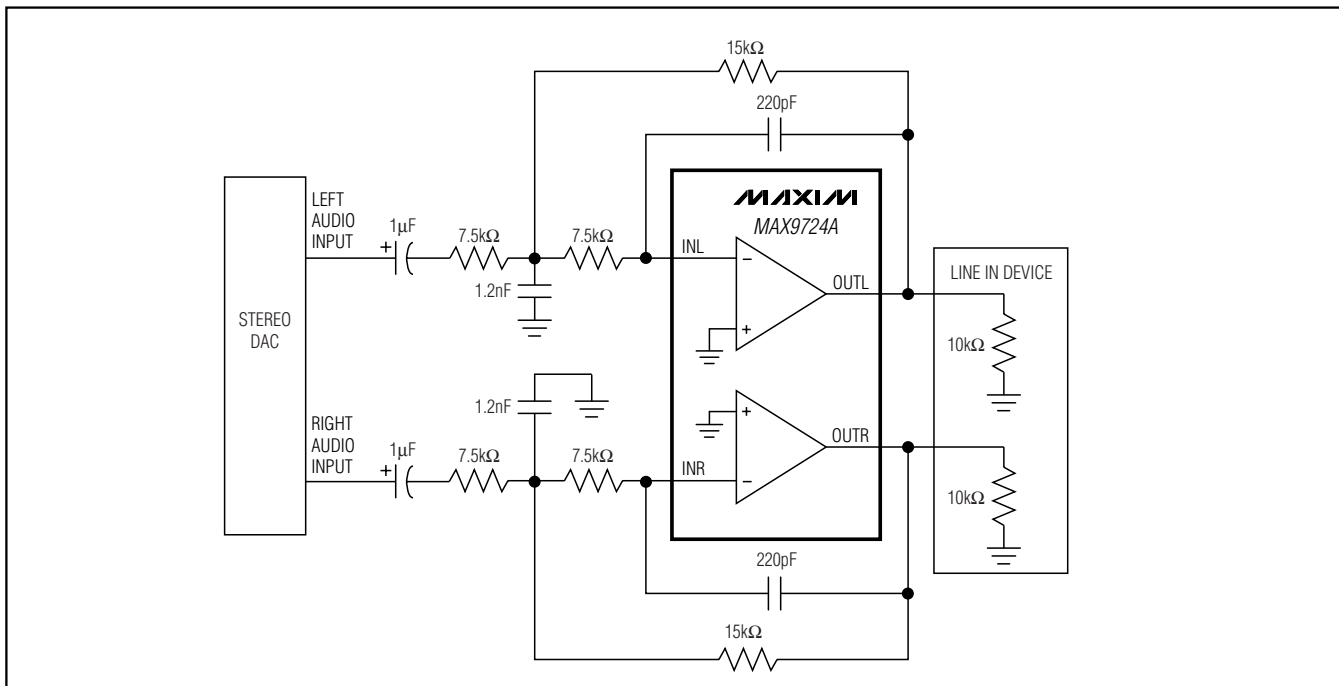 15kΩ
220pF
LEFT
AUDIO
INPUT
1µF
+
7.5kΩ
7.5kΩ
1.2nF
INL
MAXIM
MAX9724A
−
+
OUTL
LINE IN DEVICE
10kΩ
STEREO
DAC
1.2nF
RIGHT
AUDIO
INPUT
1µF
+
7.5kΩ
7.5kΩ
INR
+
−
OUTR
10kΩ
220pF
15kΩ